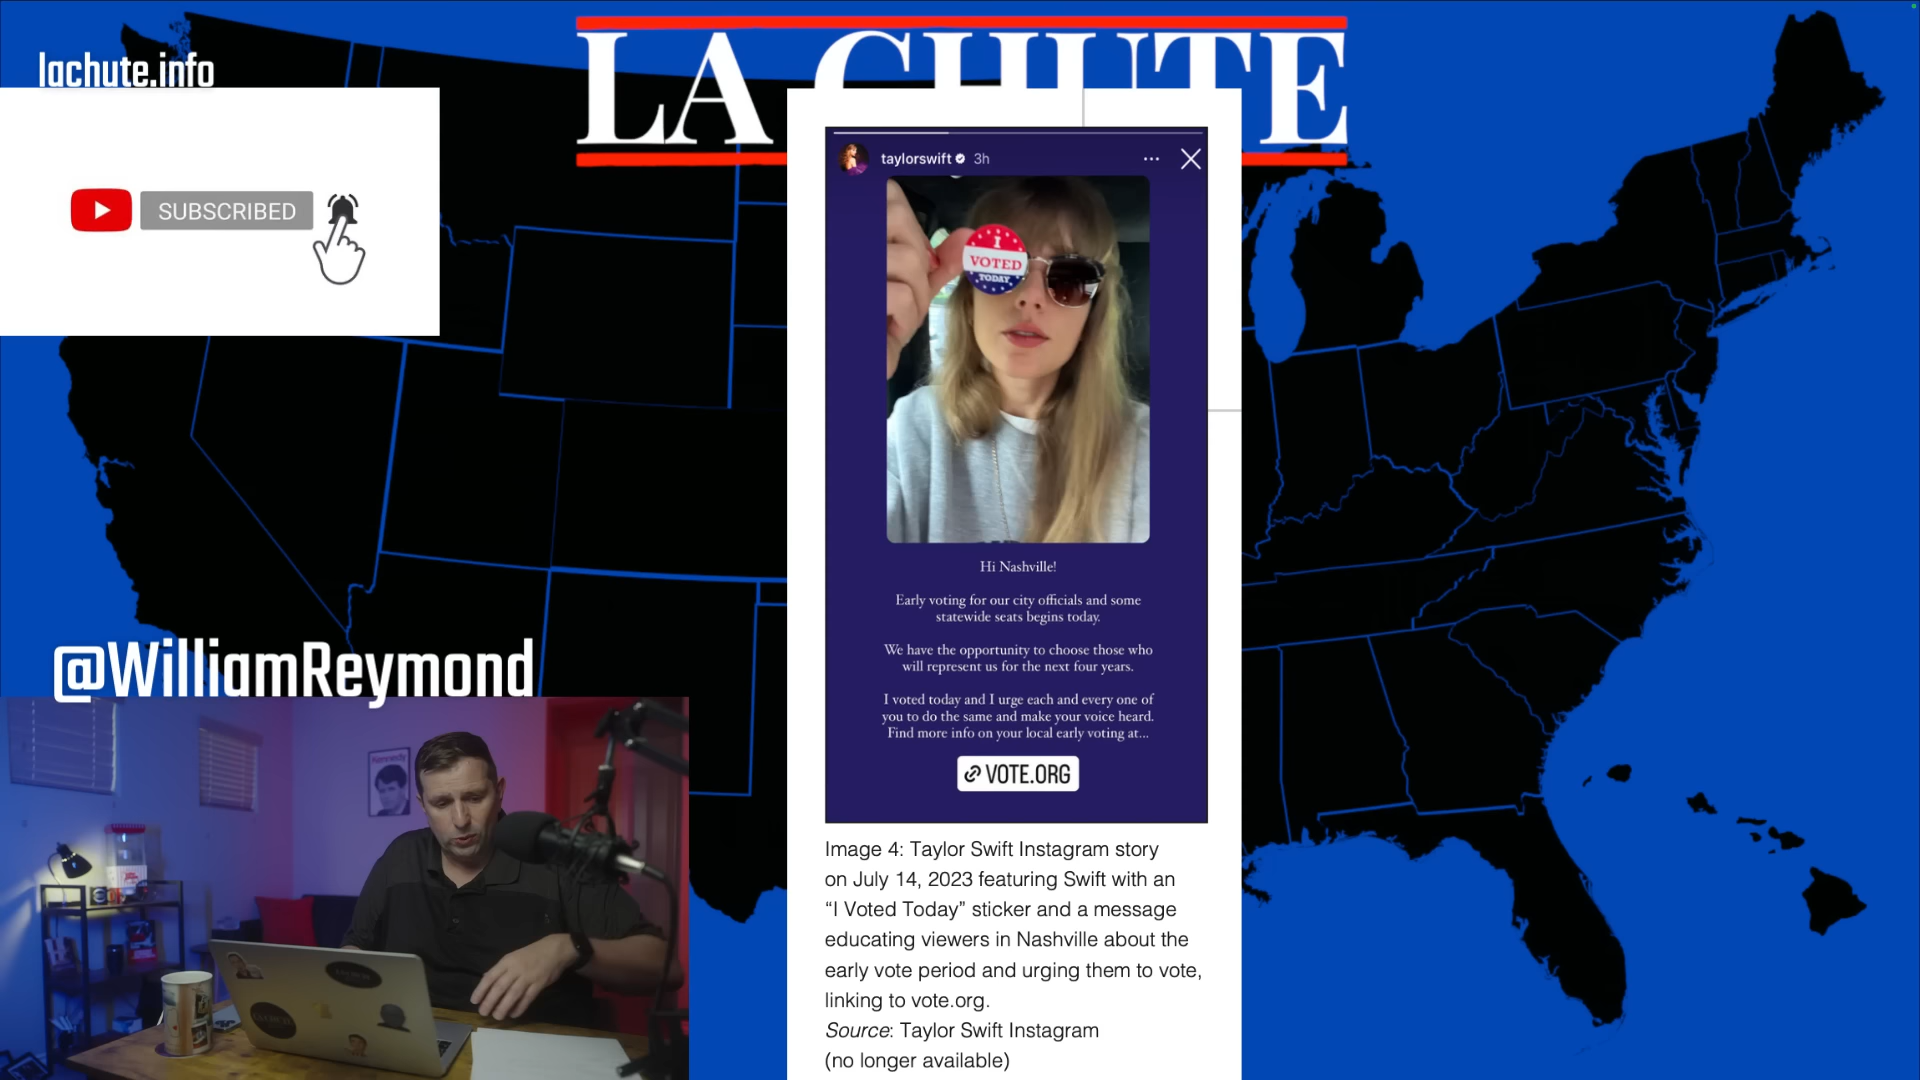 LA CHUTE
lachute.info
SUBSCRIBED
taylorswift 3h
I
VOTED
TODAY
Hi Nashville!
Early voting for our city officials and some
statewide seats begins today.
We have the opportunity to choose those who
will represent us for the next four years.
I voted today and I urge each and every one of
you to do the same and make your voice heard.
Find more info on your local early voting at...
VOTE.ORG
Image 4: Taylor Swift Instagram story
on July 14, 2023 featuring Swift with an
“I Voted Today” sticker and a message
educating viewers in Nashville about the
early vote period and urging them to vote,
linking to vote.org.
Source: Taylor Swift Instagram
(no longer available)
@WilliamReymond
Kennedy